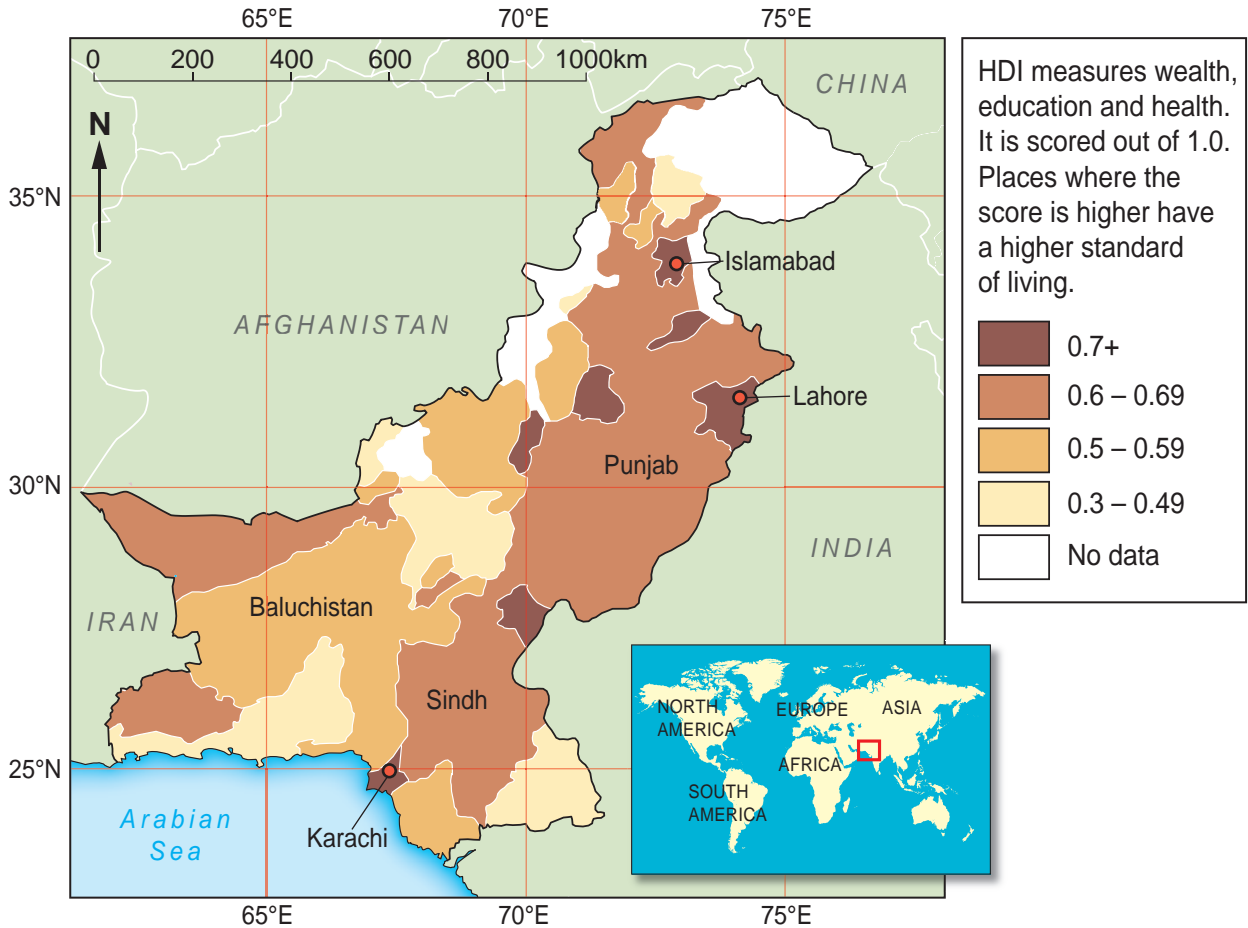 65°E 70°E 75°E
0 200 400 600 800 1000km
N
CHINA
35°N
Islamabad
AFGHANISTAN
Lahore
Punjab
30°N
INDIA
Baluchistan
IRAN
Sindh
25°N
Karachi
Arabian
Sea
65°E 70°E 75°E
HDI measures wealth,
education and health.
It is scored out of 1.0.
Places where the
score is higher have
a higher standard
of living.
0.7+
0.6 – 0.69
0.5 – 0.59
0.3 – 0.49
No data
NORTH
AMERICA
EUROPE
ASIA
AFRICA
SOUTH
AMERICA